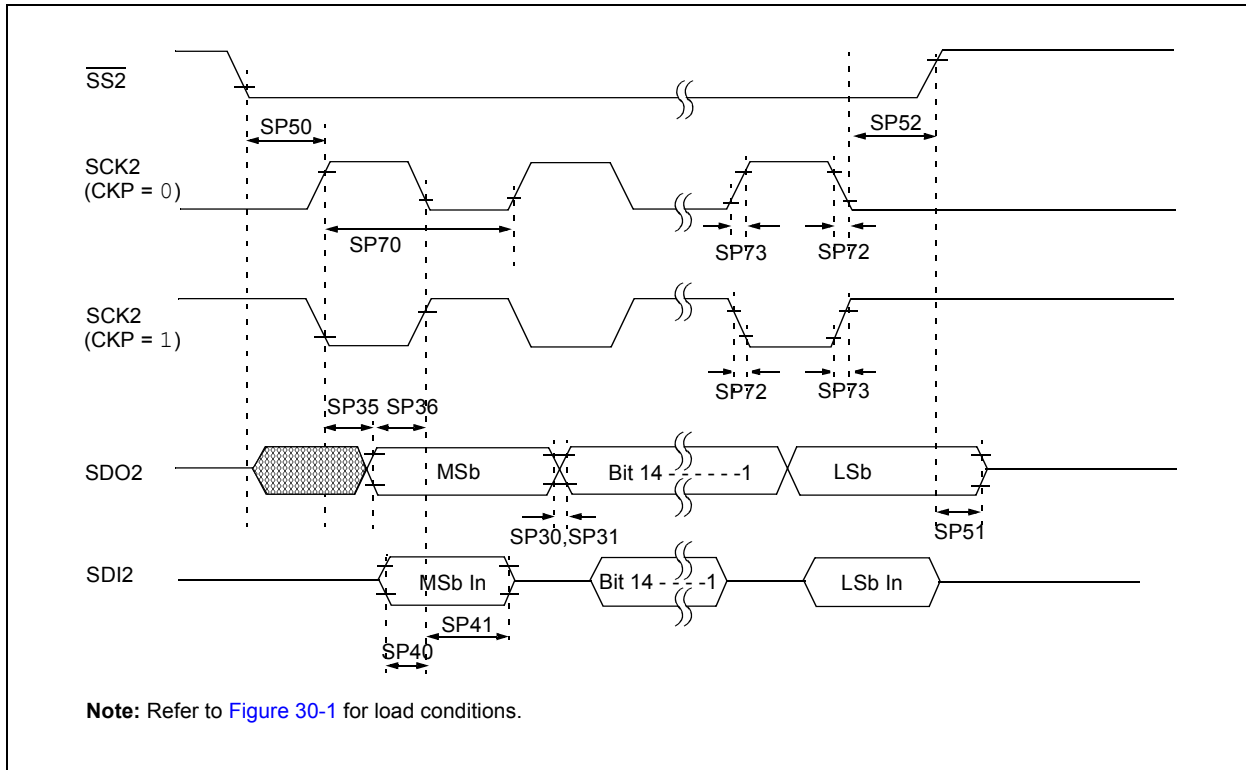 SS2
SP50
SP52
SCK2
(CKP = 0)
SP70
SP73
SP72
SCK2
(CKP = 1)
SP72
SP73
SP35
SP36
SDO2
MSb
Bit 14 - - - - - -1
LSb
SP30,SP31
SP51
SDI2
MSb In
Bit 14 - - - - -1
LSb In
SP41
SP40
Note: Refer to Figure 30-1 for load conditions.